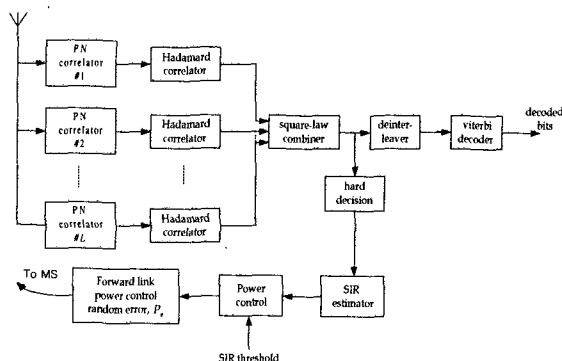 PN
correlator
#1
Hadamard
correlator
PN
correlator
#2
Hadamard
correlator
square-law
combiner
deinter-
leaver
viterbi
decoder
decoded
bits
hard
decision
PN
correlator
#L
Hadamard
correlator
To MS
Forward link
power control
random error, Pe
Power
control
SIR
estimator
SIR threshold